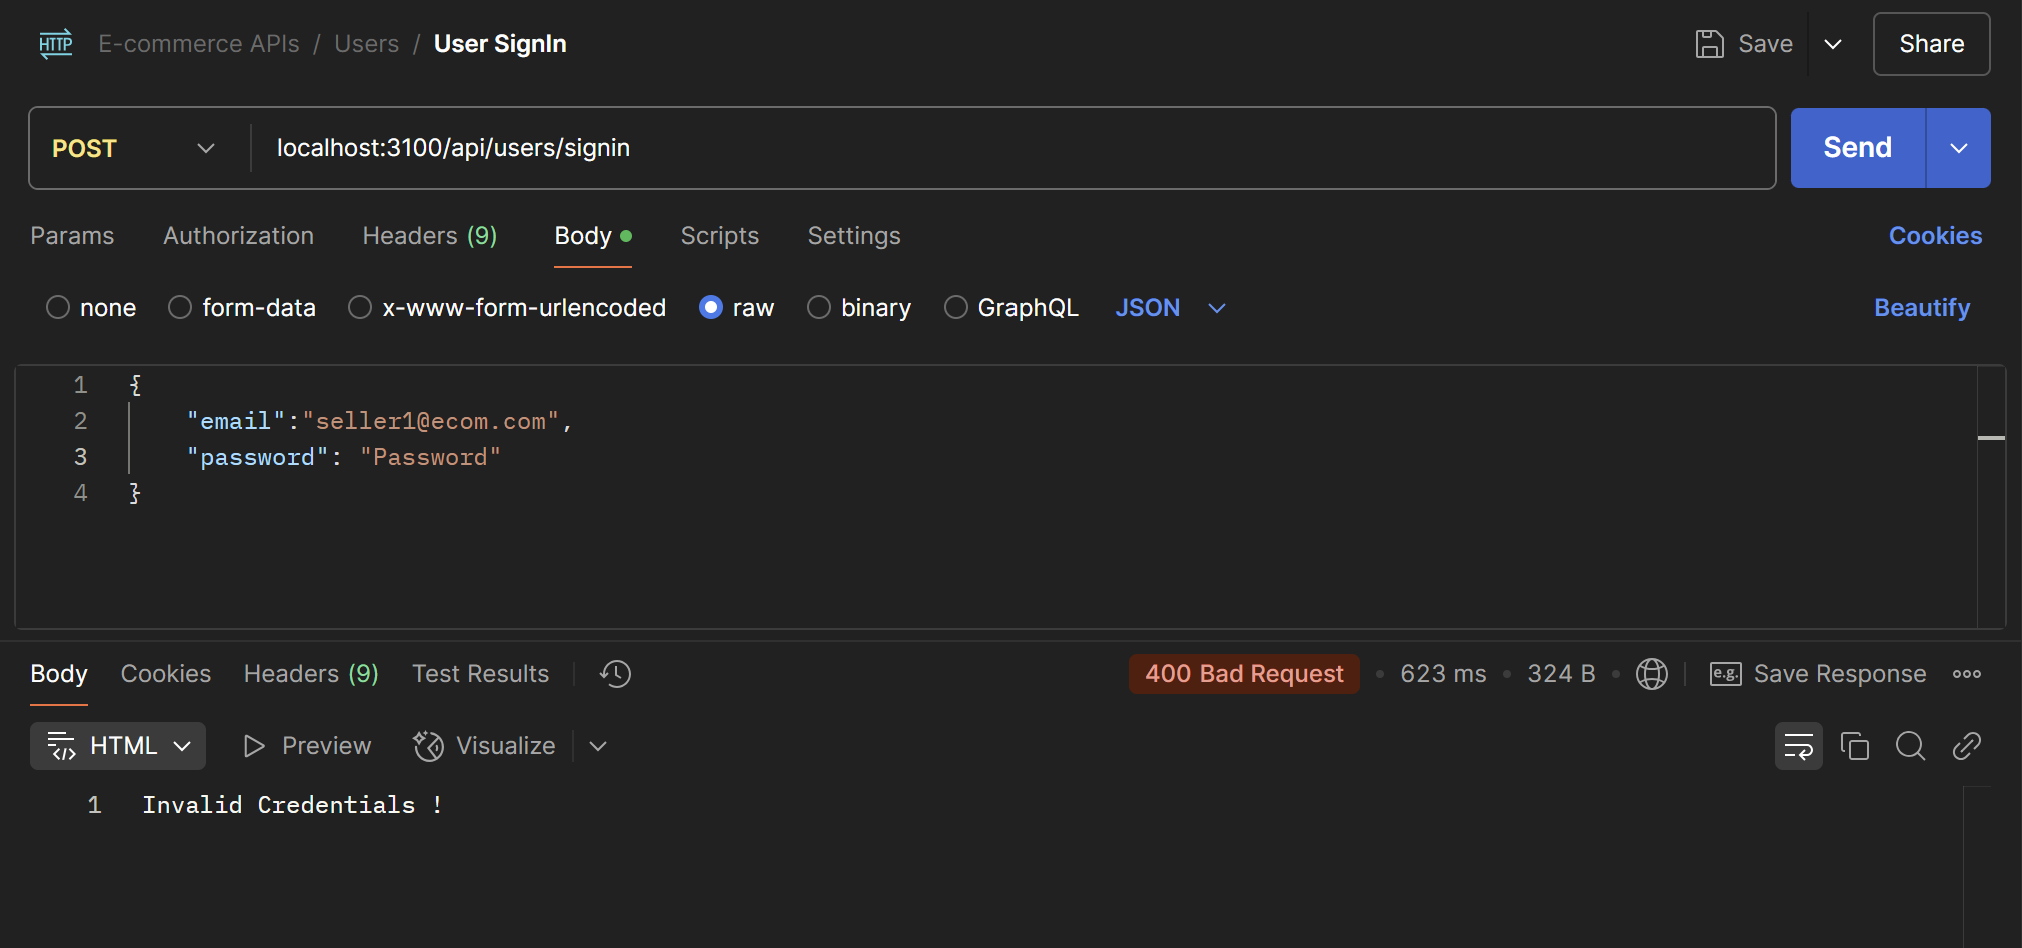 HTTP E-commerce APIs / Users / User SignIn Save Share
POST localhost:3100/api/users/signin Send
Params Authorization Headers (9) Body Scripts Settings Cookies
none form-data x-www-form-urlencoded raw binary GraphQL JSON Beautify
1 {
2 "email":"seller1@ecom.com",
3 "password": "Password"
4 }
Body Cookies Headers (9) Test Results 400 Bad Request • 623 ms • 324 B • e.g. Save Response
HTML Preview Visualize
1 Invalid Credentials !